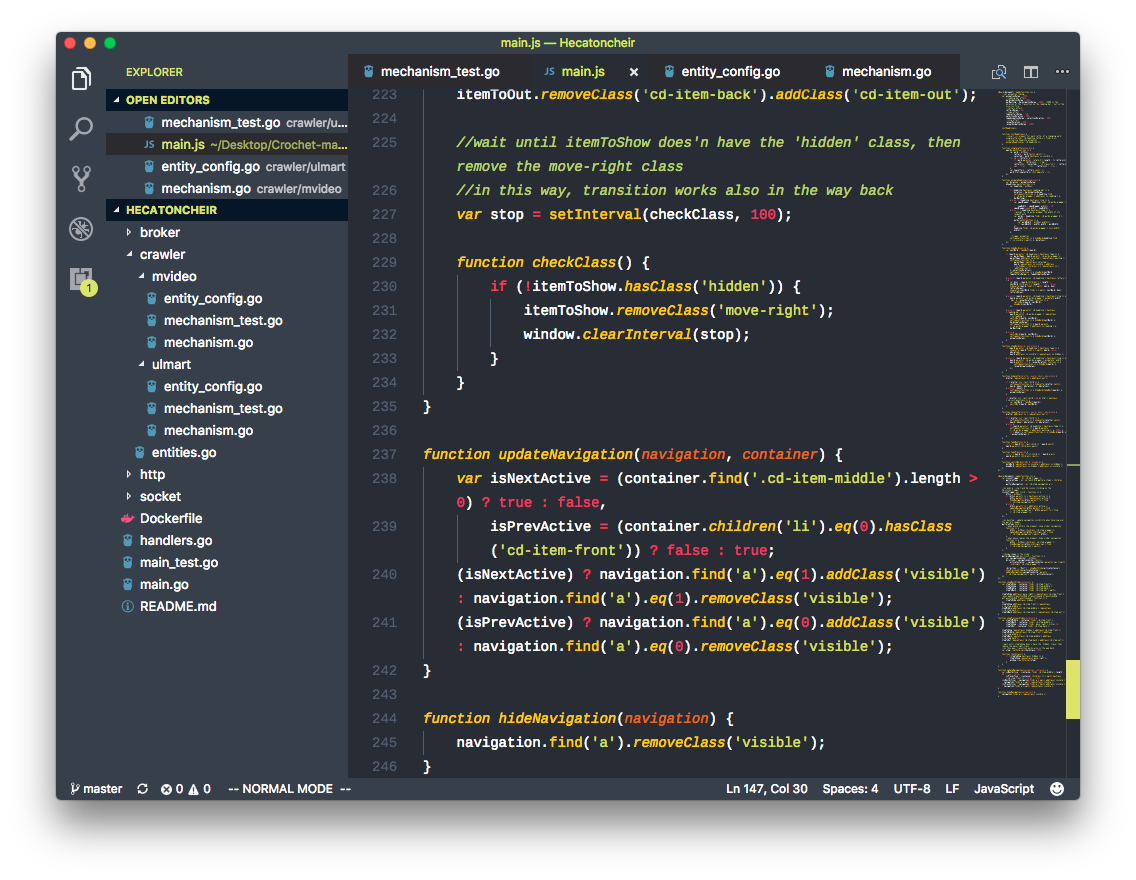 main.js — Hecatoncheir
EXPLORER
OPEN EDITORS
mechanism_test.go crawler/u...
JS main.js ~/Desktop/Crochet-ma...
entity_config.go crawler/ulmart
mechanism.go crawler/mvideo
HECATONCHEIR
broker
crawler
mvideo
entity_config.go
mechanism_test.go
mechanism.go
ulmart
entity_config.go
mechanism_test.go
mechanism.go
entities.go
http
socket
Dockerfile
handlers.go
main_test.go
main.go
README.md
1
mechanism_test.go JS main.js × entity_config.go mechanism.go
223 itemToOut.removeClass('cd-item-back').addClass('cd-item-out');
224
225 //wait until itemToShow does'n have the 'hidden' class, then
remove the move-right class
226 //in this way, transition works also in the way back
227 var stop = setInterval(checkClass, 100);
228
229 function checkClass() {
230 if (!itemToShow.hasClass('hidden')) {
231 itemToShow.removeClass('move-right');
232 window.clearInterval(stop);
233 }
234 }
235 }
236
237 function updateNavigation(navigation, container) {
238 var isNextActive = (container.find('.cd-item-middle').length >
0) ? true : false,
239 isPrevActive = (container.children('li').eq(0).hasClass
('cd-item-front')) ? false : true;
240 (isNextActive) ? navigation.find('a').eq(1).addClass('visible')
: navigation.find('a').eq(1).removeClass('visible');
241 (isPrevActive) ? navigation.find('a').eq(0).addClass('visible')
: navigation.find('a').eq(0).removeClass('visible');
242 }
243
244 function hideNavigation(navigation) {
245 navigation.find('a').removeClass('visible');
246 }
master 0 0 -- NORMAL MODE -- Ln 147, Col 30 Spaces: 4 UTF-8 LF JavaScript